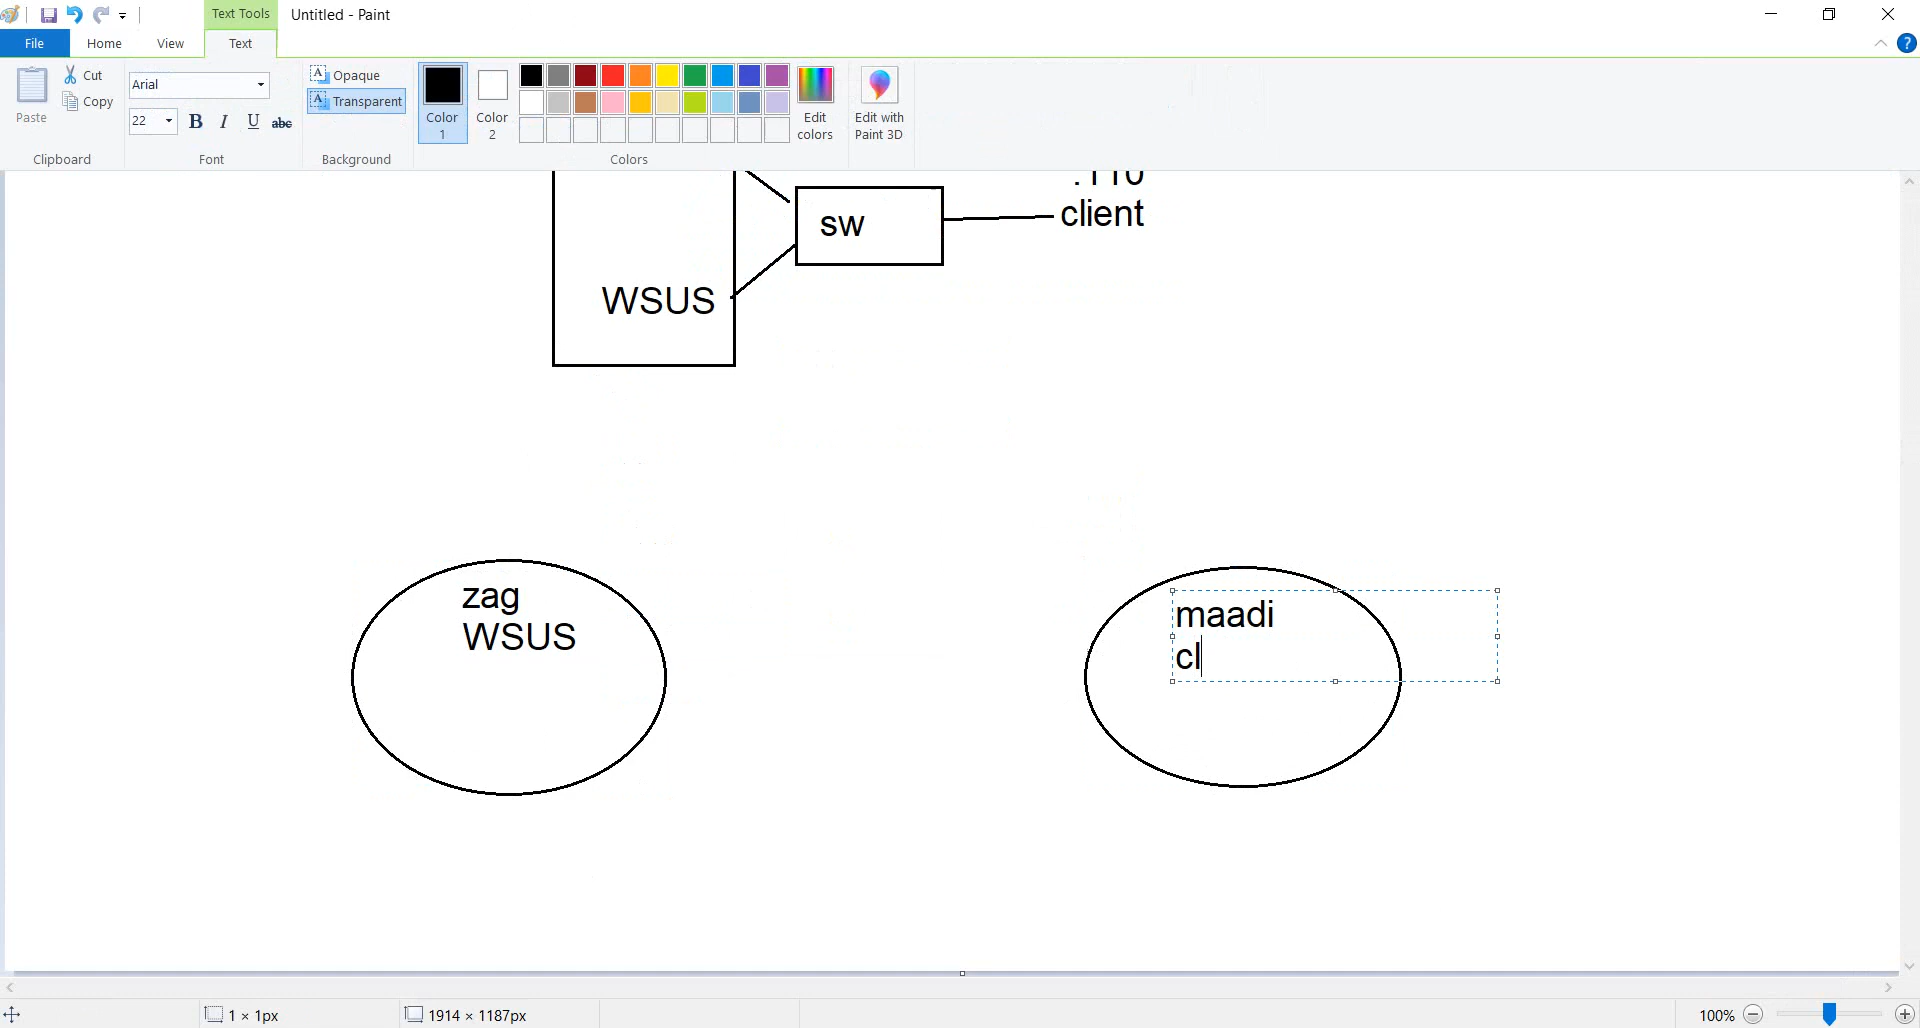 Text Tools
Untitled - Paint
File
Home
View
Text
Paste
Cut
Copy
Clipboard
Arial
22
B
I
U
abc
Font
Opaque
Transparent
Background
Color
1
Color
2
Edit
colors
Colors
Edit with
Paint 3D
.110
client
sw
WSUS
zag
WSUS
maadi
cl
1 × 1px
1914 × 1187px
100%